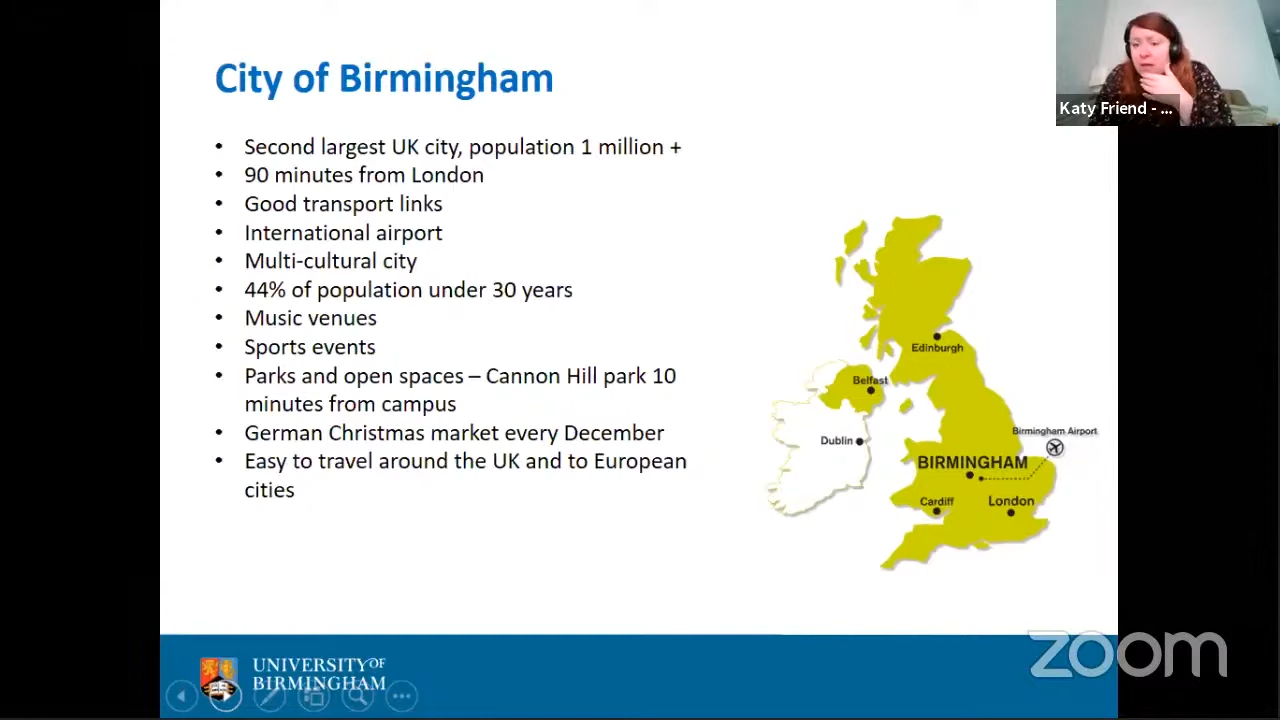 City of Birmingham
Katy Friend - ...
• Second largest UK city, population 1 million +
• 90 minutes from London
• Good transport links
• International airport
• Multi-cultural city
• 44% of population under 30 years
• Music venues
• Sports events
• Parks and open spaces – Cannon Hill park 10
minutes from campus
• German Christmas market every December
• Easy to travel around the UK and to European
cities
Edinburgh
Belfast
Dublin
Birmingham Airport
BIRMINGHAM
Cardiff
London
UNIVERSITY OF
BIRMINGHAM
zoom